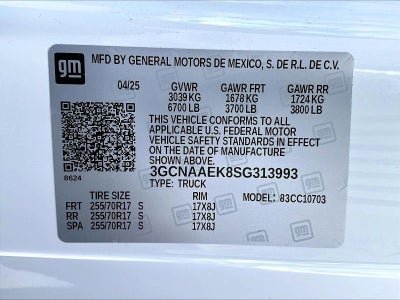 gm MFD BY GENERAL MOTORS DE MEXICO, S. DE R.L. DE C.V.
04/25 GVWR GAWR FRT GAWR RR
3039 KG 1678 KG 1724 KG
6700 LB 3700 LB 3800 LB
THIS VEHICLE CONFORMS TO ALL
APPLICABLE U.S. FEDERAL MOTOR
VEHICLE SAFETY STANDARDS IN EFFECT
ON THE DATE OF MANUFACTURE
SHOWN ABOVE.
8624 3GCNAAEK8SG313993
TYPE: TRUCK
TIRE SIZE RIM MODEL: 83CC10703
FRT 255/70R17 S 17X8J
RR 255/70R17 S 17X8J
SPA 255/70R17 S 17X8J